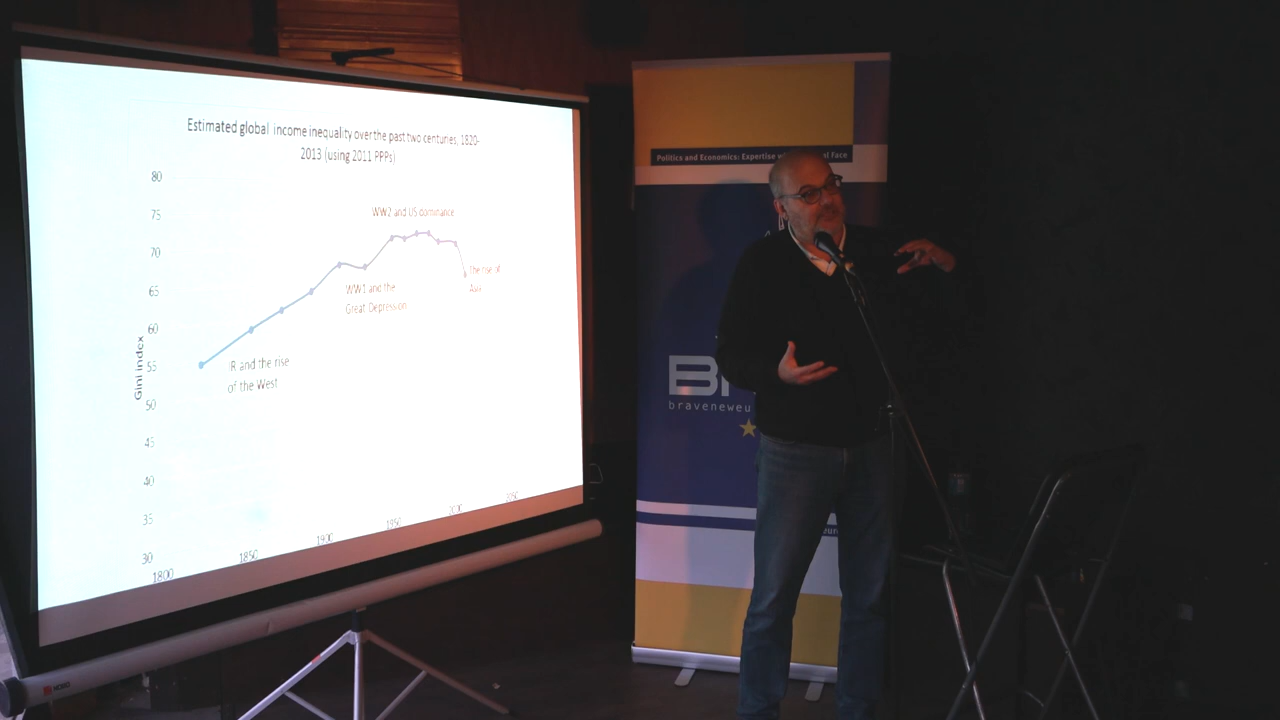 Estimated global income inequality over the past two centuries, 1820-
2013 (using 2011 PPPs)
80
75
WW2 and US dominance
70
The rise of
Asia
65
WW1 and the
Great Depression
60
IR and the rise
of the West
55
Gini index
50
45
40
35
30
1800
1850
1900
1950
2000
2050
Politics and Economics: Expertise Face
braveneweu